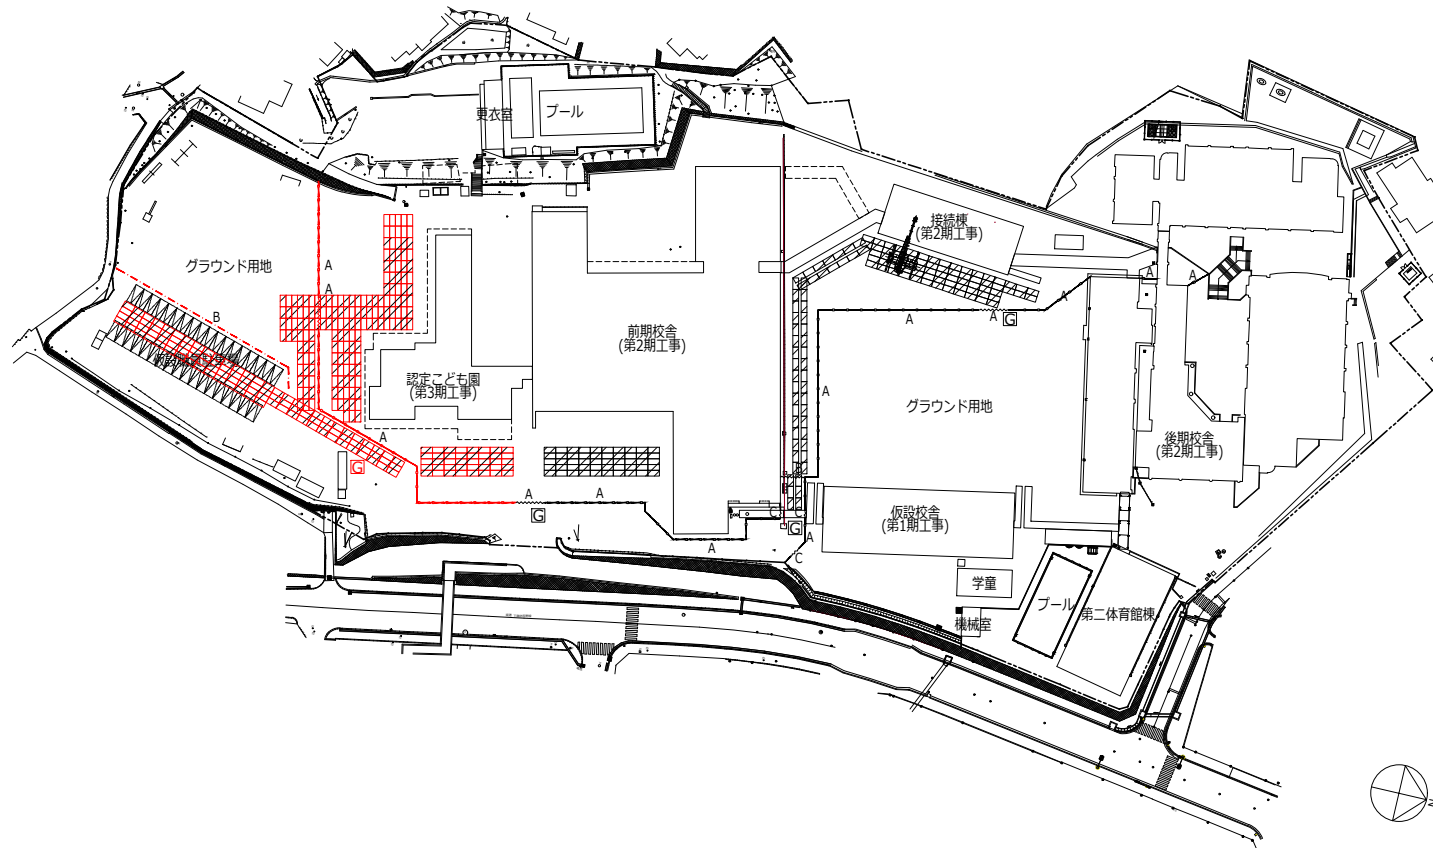 更衣室
プール
接続棟
(第2期工事)
グラウンド用地
A
A
A
A
A
B
A
A
G
前期校舎
(第2期工事)
認定こども園
(第3期工事)
A
グラウンド用地
A
後期校舎
(第2期工事)
G
A
A
G
C
C
G
仮設校舎
(第1期工事)
A
A
C
学童
プール
第二体育館棟
機械室
N